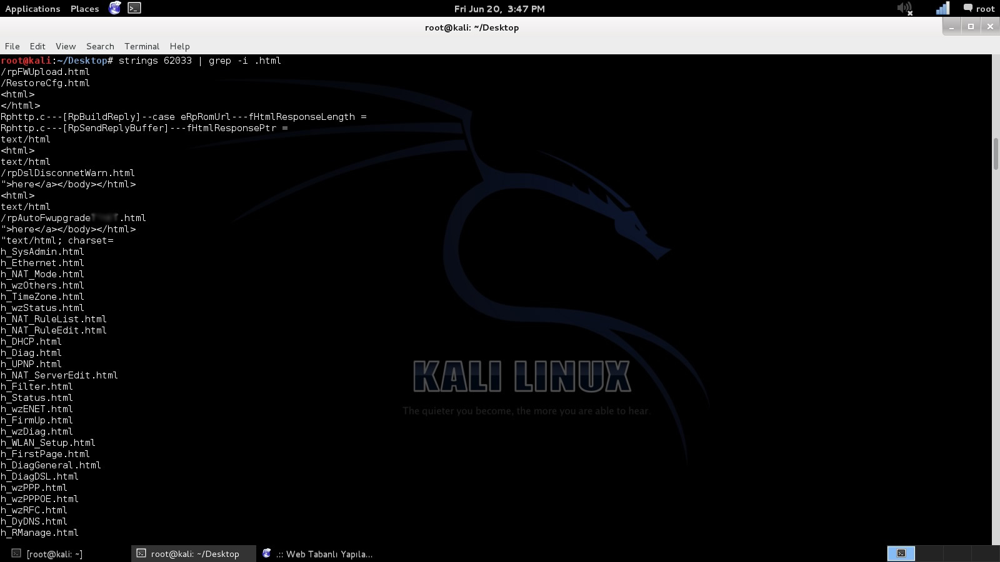 Applications Places Fri Jun 20, 3:47 PM root
root@kali: ~/Desktop
File Edit View Search Terminal Help
root@kali:~/Desktop# strings 62033 | grep -i .html
/rpFWUpload.html
/RestoreCfg.html
<html>
</html>
Rphttp.c---[RpBuildReply]--case eRpRomUrl---fHtmlResponseLength =
Rphttp.c---[RpSendReplyBuffer]---fHtmlResponsePtr =
text/html
<html>
text/html
/rpDslDisconnetWarn.html
">here</a></body></html>
<html>
text/html
/rpAutoFwupgrade .html
">here</a></body></html>
"text/html; charset=
h_SysAdmin.html
h_Ethernet.html
h_NAT_Mode.html
h_wzOthers.html
h_TimeZone.html
h_wzStatus.html
h_NAT_RuleList.html
h_NAT_RuleEdit.html
h_DHCP.html
h_Diag.html
h_UPNP.html
h_NAT_ServerEdit.html
h_Filter.html
h_Status.html
h_wzENET.html
h_FirmUp.html
h_wzDiag.html
h_WLAN_Setup.html
h_FirstPage.html
h_DiagGeneral.html
h_DiagDSL.html
h_wzPPP.html
h_wzPPPOE.html
h_wzRFC.html
h_DyDNS.html
h_RManage.html
KALI LINUX
The quieter you become, the more you are able to hear.
[root@kali: ~] root@kali: ~/Desktop .:: Web Tabanlı Yapıla...